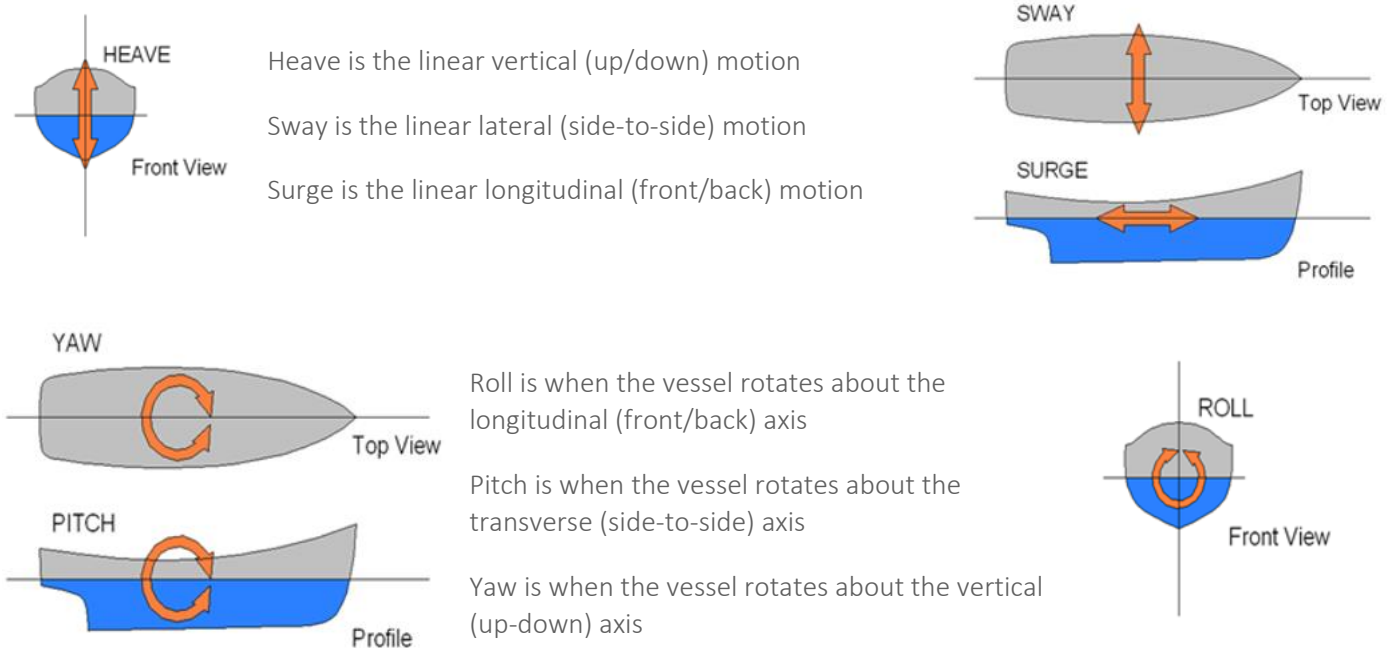 HEAVE
Front View
Heave is the linear vertical (up/down) motion
Sway is the linear lateral (side-to-side) motion
Surge is the linear longitudinal (front/back) motion
SWAY
Top View
SURGE
Profile
YAW
Top View
PITCH
Profile
Roll is when the vessel rotates about the
longitudinal (front/back) axis
Pitch is when the vessel rotates about the
transverse (side-to-side) axis
Yaw is when the vessel rotates about the vertical
(up-down) axis
ROLL
Front View